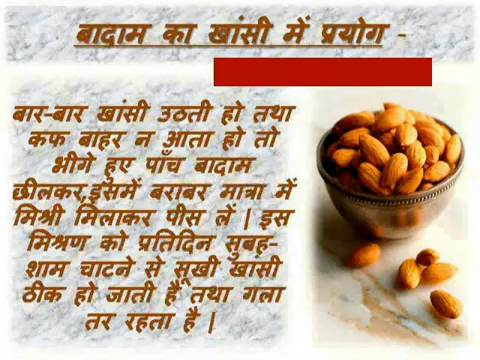 बादाम का खांसी में प्रयोग -
बार-बार खांसी उठती हो तथा
कफ बाहर न आता हो तो
भीगे हुए पाँच बादाम
छीलकर,इसमें बराबर मात्रा में
मिश्री मिलाकर पीस लें | इस
मिश्रण को प्रतिदिन सुबह-
शाम चाटने से सूखी खांसी
ठीक हो जाती है तथा गला
तर रहता है |